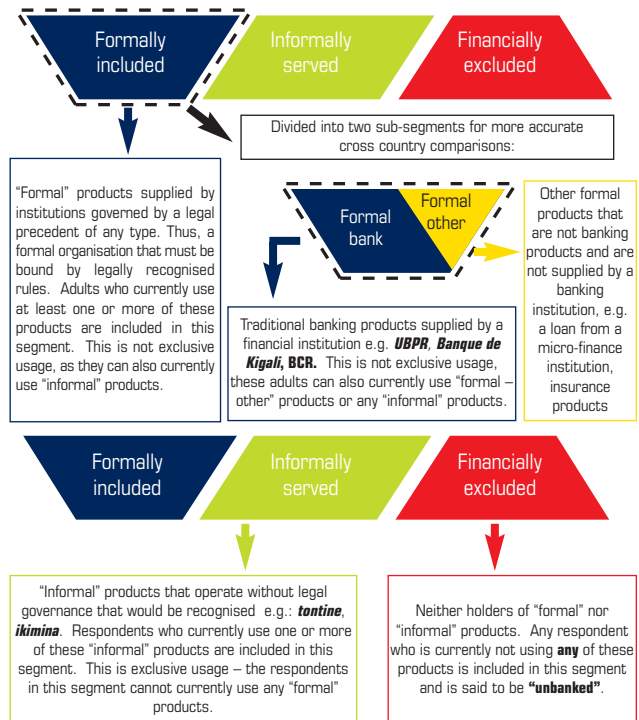 Formally
included
Informally
served
Financially
excluded
Divided into two sub-segments for more accurate
cross country comparisons:
“Formal” products supplied by
institutions governed by a legal
precedent of any type. Thus, a
formal organisation that must be
bound by legally recognised
rules. Adults who currently use
at least one or more of these
products are included in this
segment. This is not exclusive
usage, as they can also currently
use “informal” products.
Formal
bank
Formal
other
Traditional banking products supplied by a
financial institution e.g. UBPR, Banque de
Kigali, BCR. This is not exclusive usage,
these adults can also currently use “formal –
other” products or any “informal” products.
Other formal
products that
are not banking
products and are
not supplied by a
banking
institution, e.g.
a loan from a
micro-finance
institution,
insurance
products
Formally
included
Informally
served
Financially
excluded
“Informal” products that operate without legal
governance that would be recognised e.g.: tontine,
ikimina. Respondents who currently use one or more
of these “informal” products are included in this
segment. This is exclusive usage – the respondents
in this segment cannot currently use any “formal”
products.
Neither holders of “formal” nor
“informal” products. Any respondent
who is currently not using any of these
products is included in this segment
and is said to be “unbanked”.